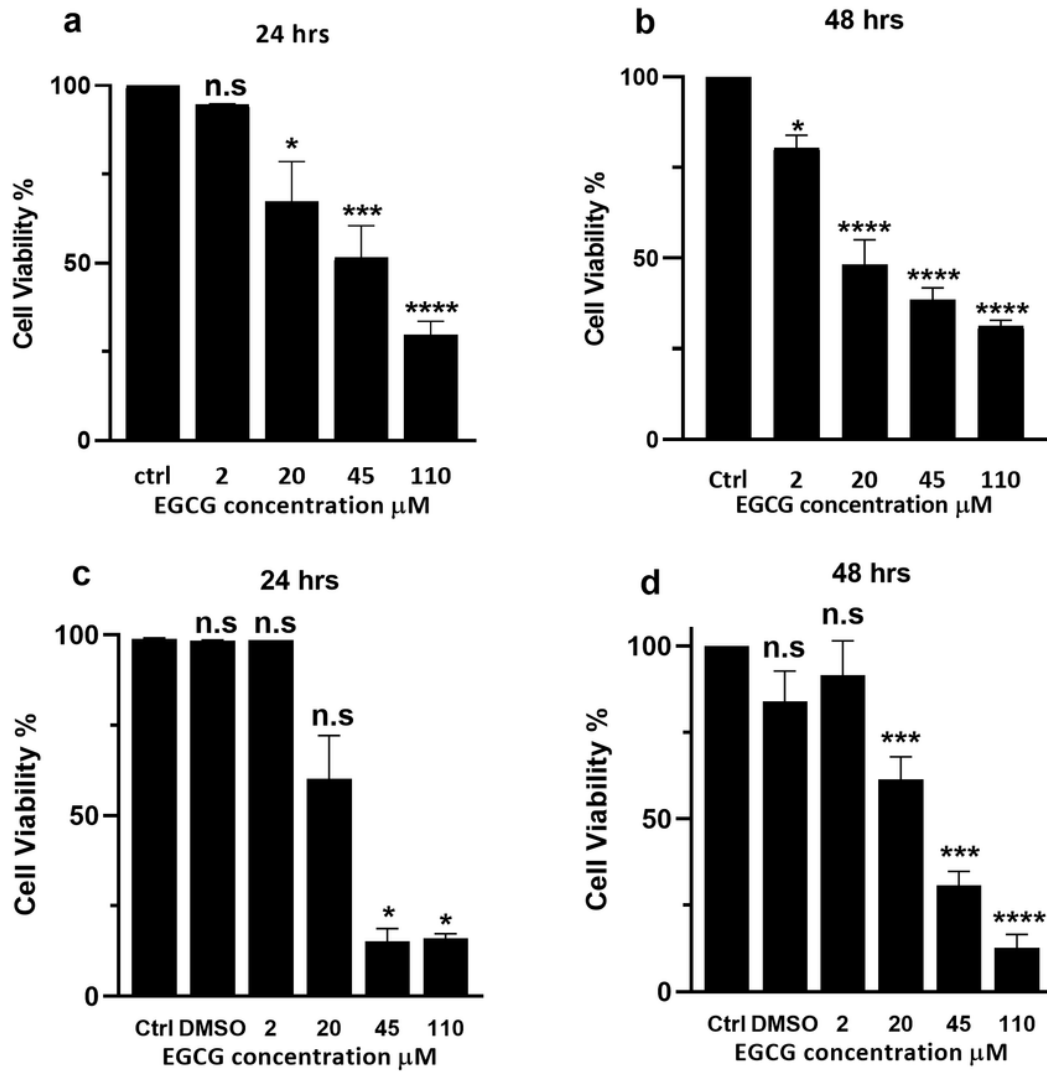 a
24 hrs
Cell Viability %
100
50
0
n.s
*
***
****
ctrl 2 20 45 110
EGCG concentration μM
b
48 hrs
Cell Viability %
100
50
0
*
****
****
****
Ctrl 2 20 45 110
EGCG concentration μM
c
24 hrs
Cell Viability %
100
50
0
n.s
n.s
n.s
*
*
Ctrl DMSO 2 20 45 110
EGCG concentration μM
d
48 hrs
Cell Viability %
100
50
0
n.s
n.s
***
***
****
Ctrl DMSO 2 20 45 110
EGCG concentration μM